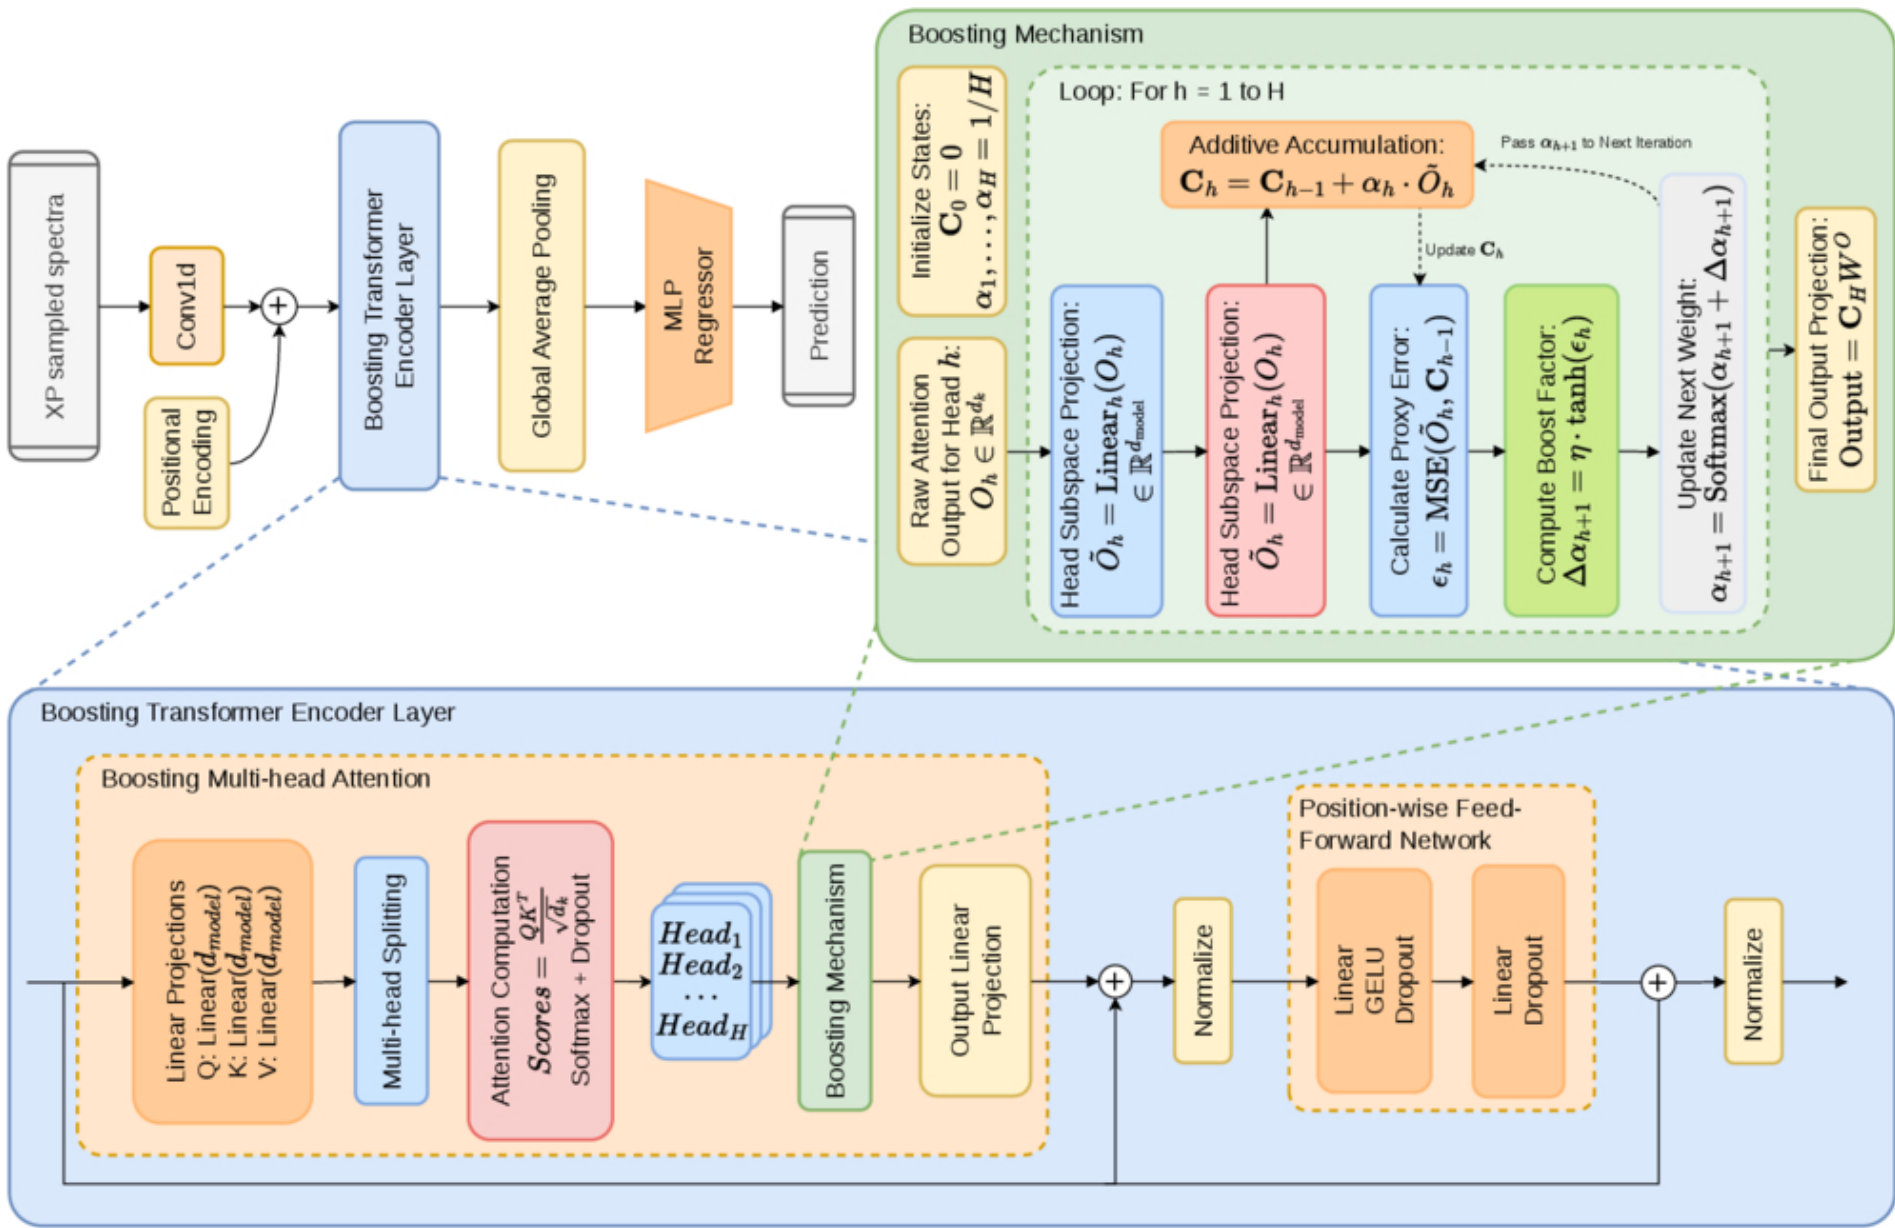 XP sampled spectra
Conv1d
Positional
Encoding
+
Boosting Transformer
Encoder Layer
Global Average Pooling
MLP
Regressor
Prediction
Boosting Mechanism
Initialize States:
C₀ = 0
α₁, . . . , α_H = 1/H
Raw Attention
Output for Head h:
O_h ∈ ℝ^{d_k}
Loop: For h = 1 to H
Additive Accumulation:
C_h = C_{h−1} + α_h · Õ_h
Pass α_{h+1} to Next Iteration
Update C_h
Head Subspace Projection:
Õ_h = Linear_h(O_h)
∈ ℝ^{d_model}
Head Subspace Projection:
Õ_h = Linear_h(O_h)
∈ ℝ^{d_model}
Calculate Proxy Error:
ϵ_h = MSE(Õ_h, C_{h−1})
Compute Boost Factor:
Δα_{h+1} = η · tanh(ϵ_h)
Update Next Weight:
α_{h+1} = Softmax(α_{h+1} + Δα_{h+1})
Final Output Projection:
Output = C_H W^O
Boosting Transformer Encoder Layer
Boosting Multi-head Attention
Linear Projections
Q: Linear(d_model)
K: Linear(d_model)
V: Linear(d_model)
Multi-head Splitting
Attention Computation
Scores = QK^T / √d_k
Softmax + Dropout
Head₁
Head₂
. . .
Head_H
Boosting Mechanism
Output Linear
Projection
+
Normalize
Position-wise Feed-
Forward Network
Linear
GELU
Dropout
Linear
Dropout
+
Normalize